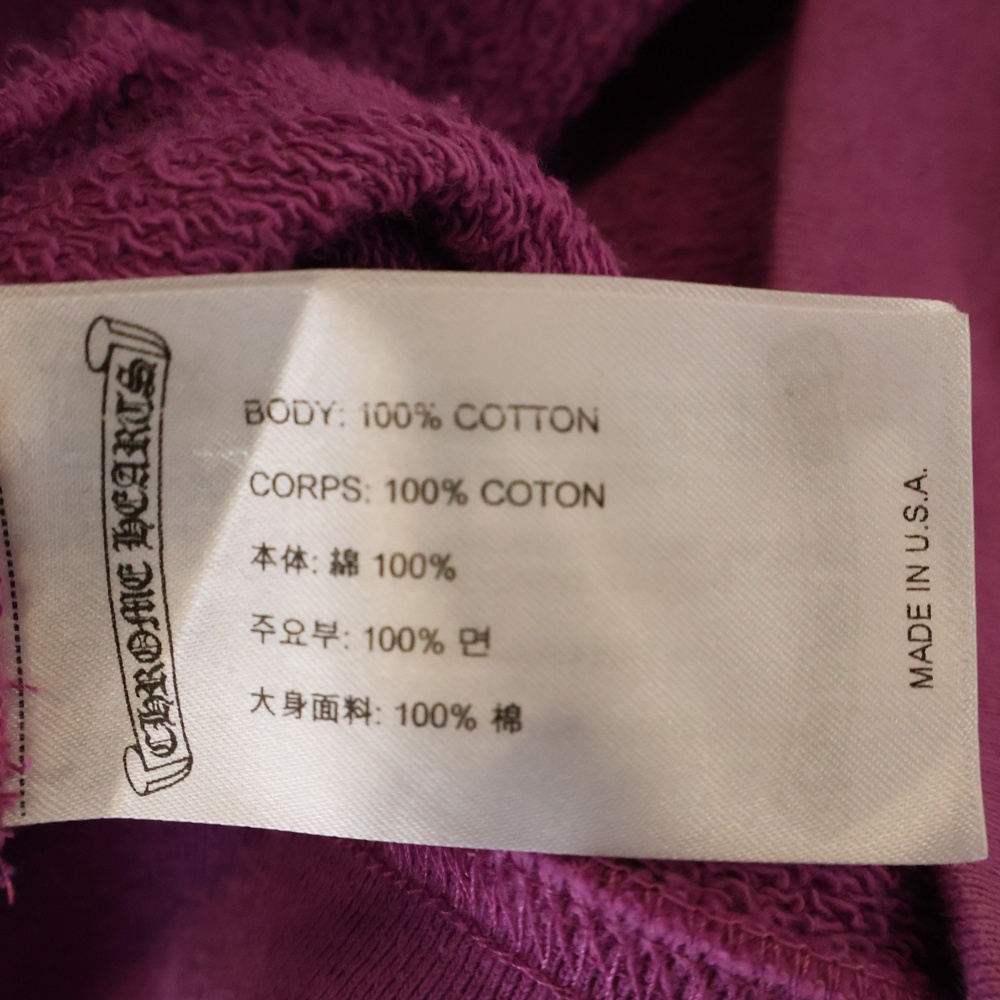 CHROME HEARTS
BODY: 100% COTTON
CORPS: 100% COTON
本体: 綿 100%
주요부: 100% 면
大身面料: 100% 棉
MADE IN U.S.A.